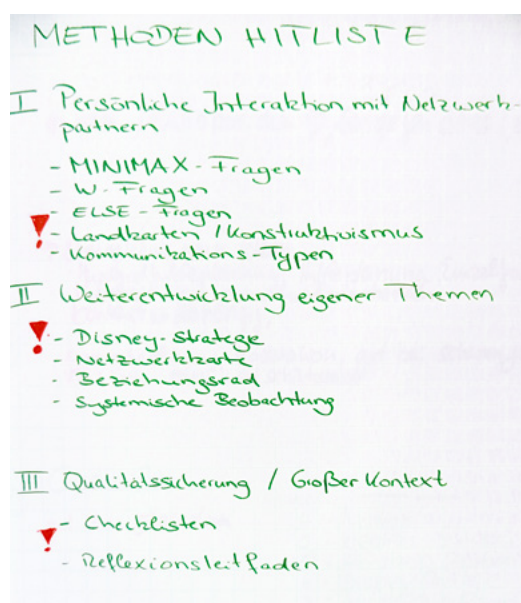 METHODEN HITLISTE
I Persönliche Interaktion mit Netzwerk-
partnern
- MINIMAX-Fragen
- W-Fragen
- ELSE-Fragen
! - Landkarten / Konstruktivismus
- Kommunikations-Typen
II Weiterentwicklung eigener Themen
! - Disney-Stratege
- Netzwerkkarte
- Beziehungsrad
- Systemische Beobachtung
III Qualitätssicherung / Großer Kontext
- Checklisten
!
- Reflexionsleitfaden